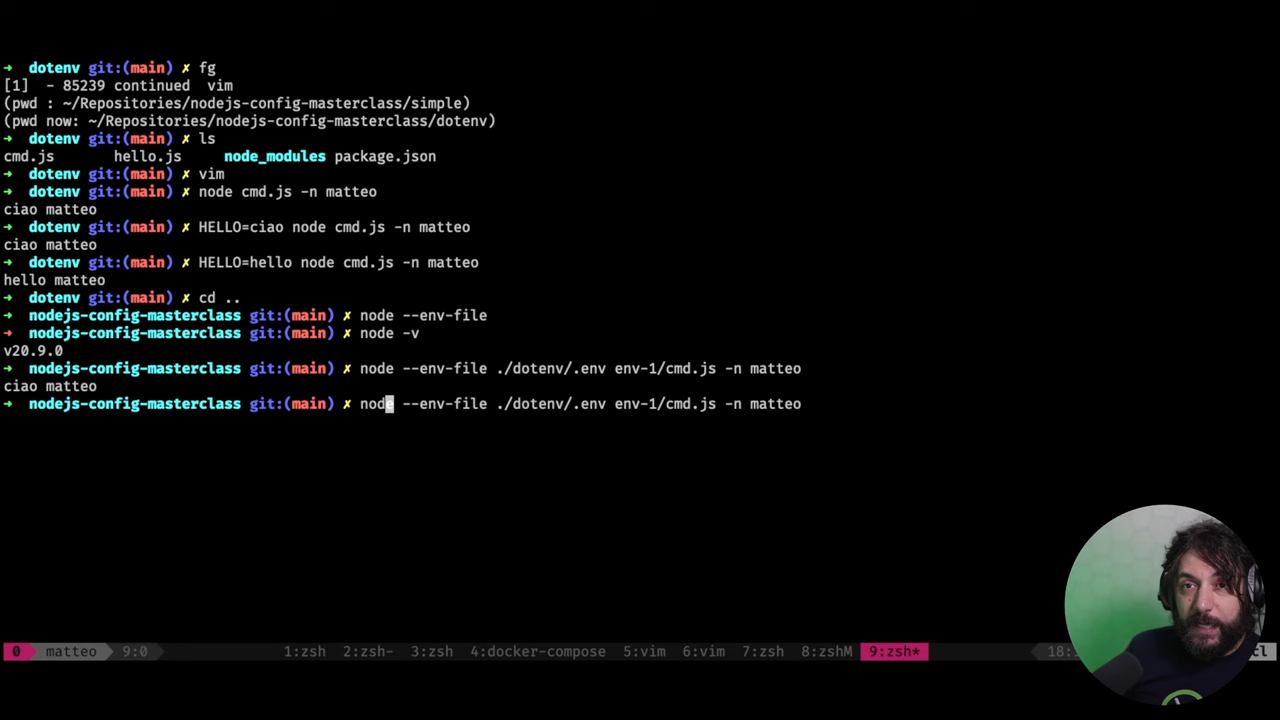 → dotenv git:(main) ✗ fg
[1]  - 85239 continued  vim
(pwd : ~/Repositories/nodejs-config-masterclass/simple)
(pwd now: ~/Repositories/nodejs-config-masterclass/dotenv)
→ dotenv git:(main) ✗ ls
cmd.js hello.js node_modules package.json
→ dotenv git:(main) ✗ vim
→ dotenv git:(main) ✗ node cmd.js -n matteo
ciao matteo
→ dotenv git:(main) ✗ HELLO=ciao node cmd.js -n matteo
ciao matteo
→ dotenv git:(main) ✗ HELLO=hello node cmd.js -n matteo
hello matteo
→ dotenv git:(main) ✗ cd ..
→ nodejs-config-masterclass git:(main) ✗ node --env-file
→ nodejs-config-masterclass git:(main) ✗ node -v
v20.9.0
→ nodejs-config-masterclass git:(main) ✗ node --env-file ./dotenv/.env env-1/cmd.js -n matteo
ciao matteo
→ nodejs-config-masterclass git:(main) ✗ node --env-file ./dotenv/.env env-1/cmd.js -n matteo
0 matteo 9:0 1:zsh 2:zsh- 3:zsh 4:docker-compose 5:vim 6:vim 7:zsh 8:zshM 9:zsh*